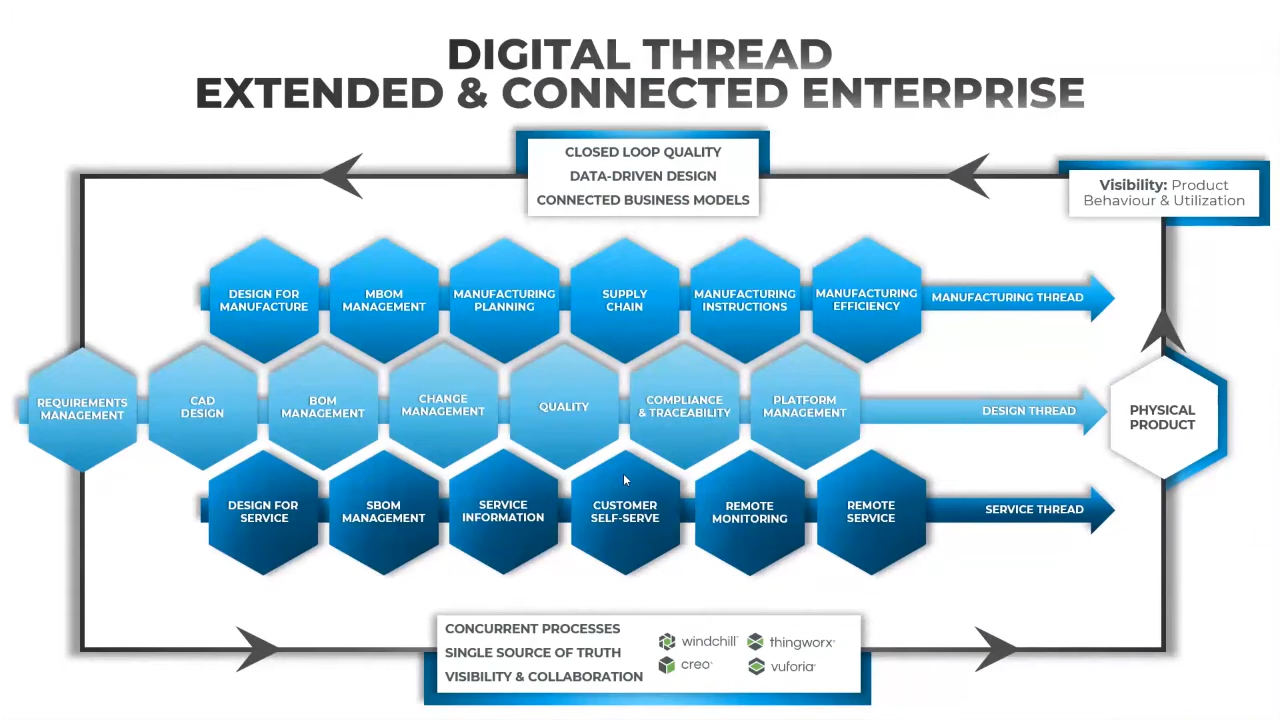 DIGITAL THREAD
EXTENDED & CONNECTED ENTERPRISE
CLOSED LOOP QUALITY
DATA-DRIVEN DESIGN
CONNECTED BUSINESS MODELS
Visibility: Product
Behaviour & Utilization
DESIGN FOR
MANUFACTURE
MBOM
MANAGEMENT
MANUFACTURING
PLANNING
SUPPLY
CHAIN
MANUFACTURING
INSTRUCTIONS
MANUFACTURING
EFFICIENCY
MANUFACTURING THREAD
REQUIREMENTS
MANAGEMENT
CAD
DESIGN
BOM
MANAGEMENT
CHANGE
MANAGEMENT
QUALITY
COMPLIANCE
& TRACEABILITY
PLATFORM
MANAGEMENT
DESIGN THREAD
PHYSICAL
PRODUCT
DESIGN FOR
SERVICE
SBOM
MANAGEMENT
SERVICE
INFORMATION
CUSTOMER
SELF-SERVE
REMOTE
MONITORING
REMOTE
SERVICE
SERVICE THREAD
CONCURRENT PROCESSES
SINGLE SOURCE OF TRUTH
VISIBILITY & COLLABORATION
windchill
thingworx
creo
vuforia